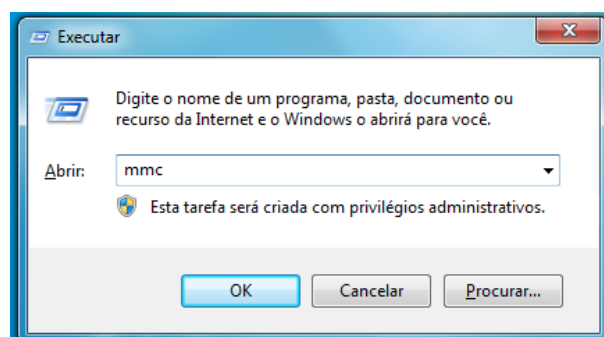 Executar
Digite o nome de um programa, pasta, documento ou
recurso da Internet e o Windows o abrirá para você.
Abrir:
mmc
Esta tarefa será criada com privilégios administrativos.
OK
Cancelar
Procurar...